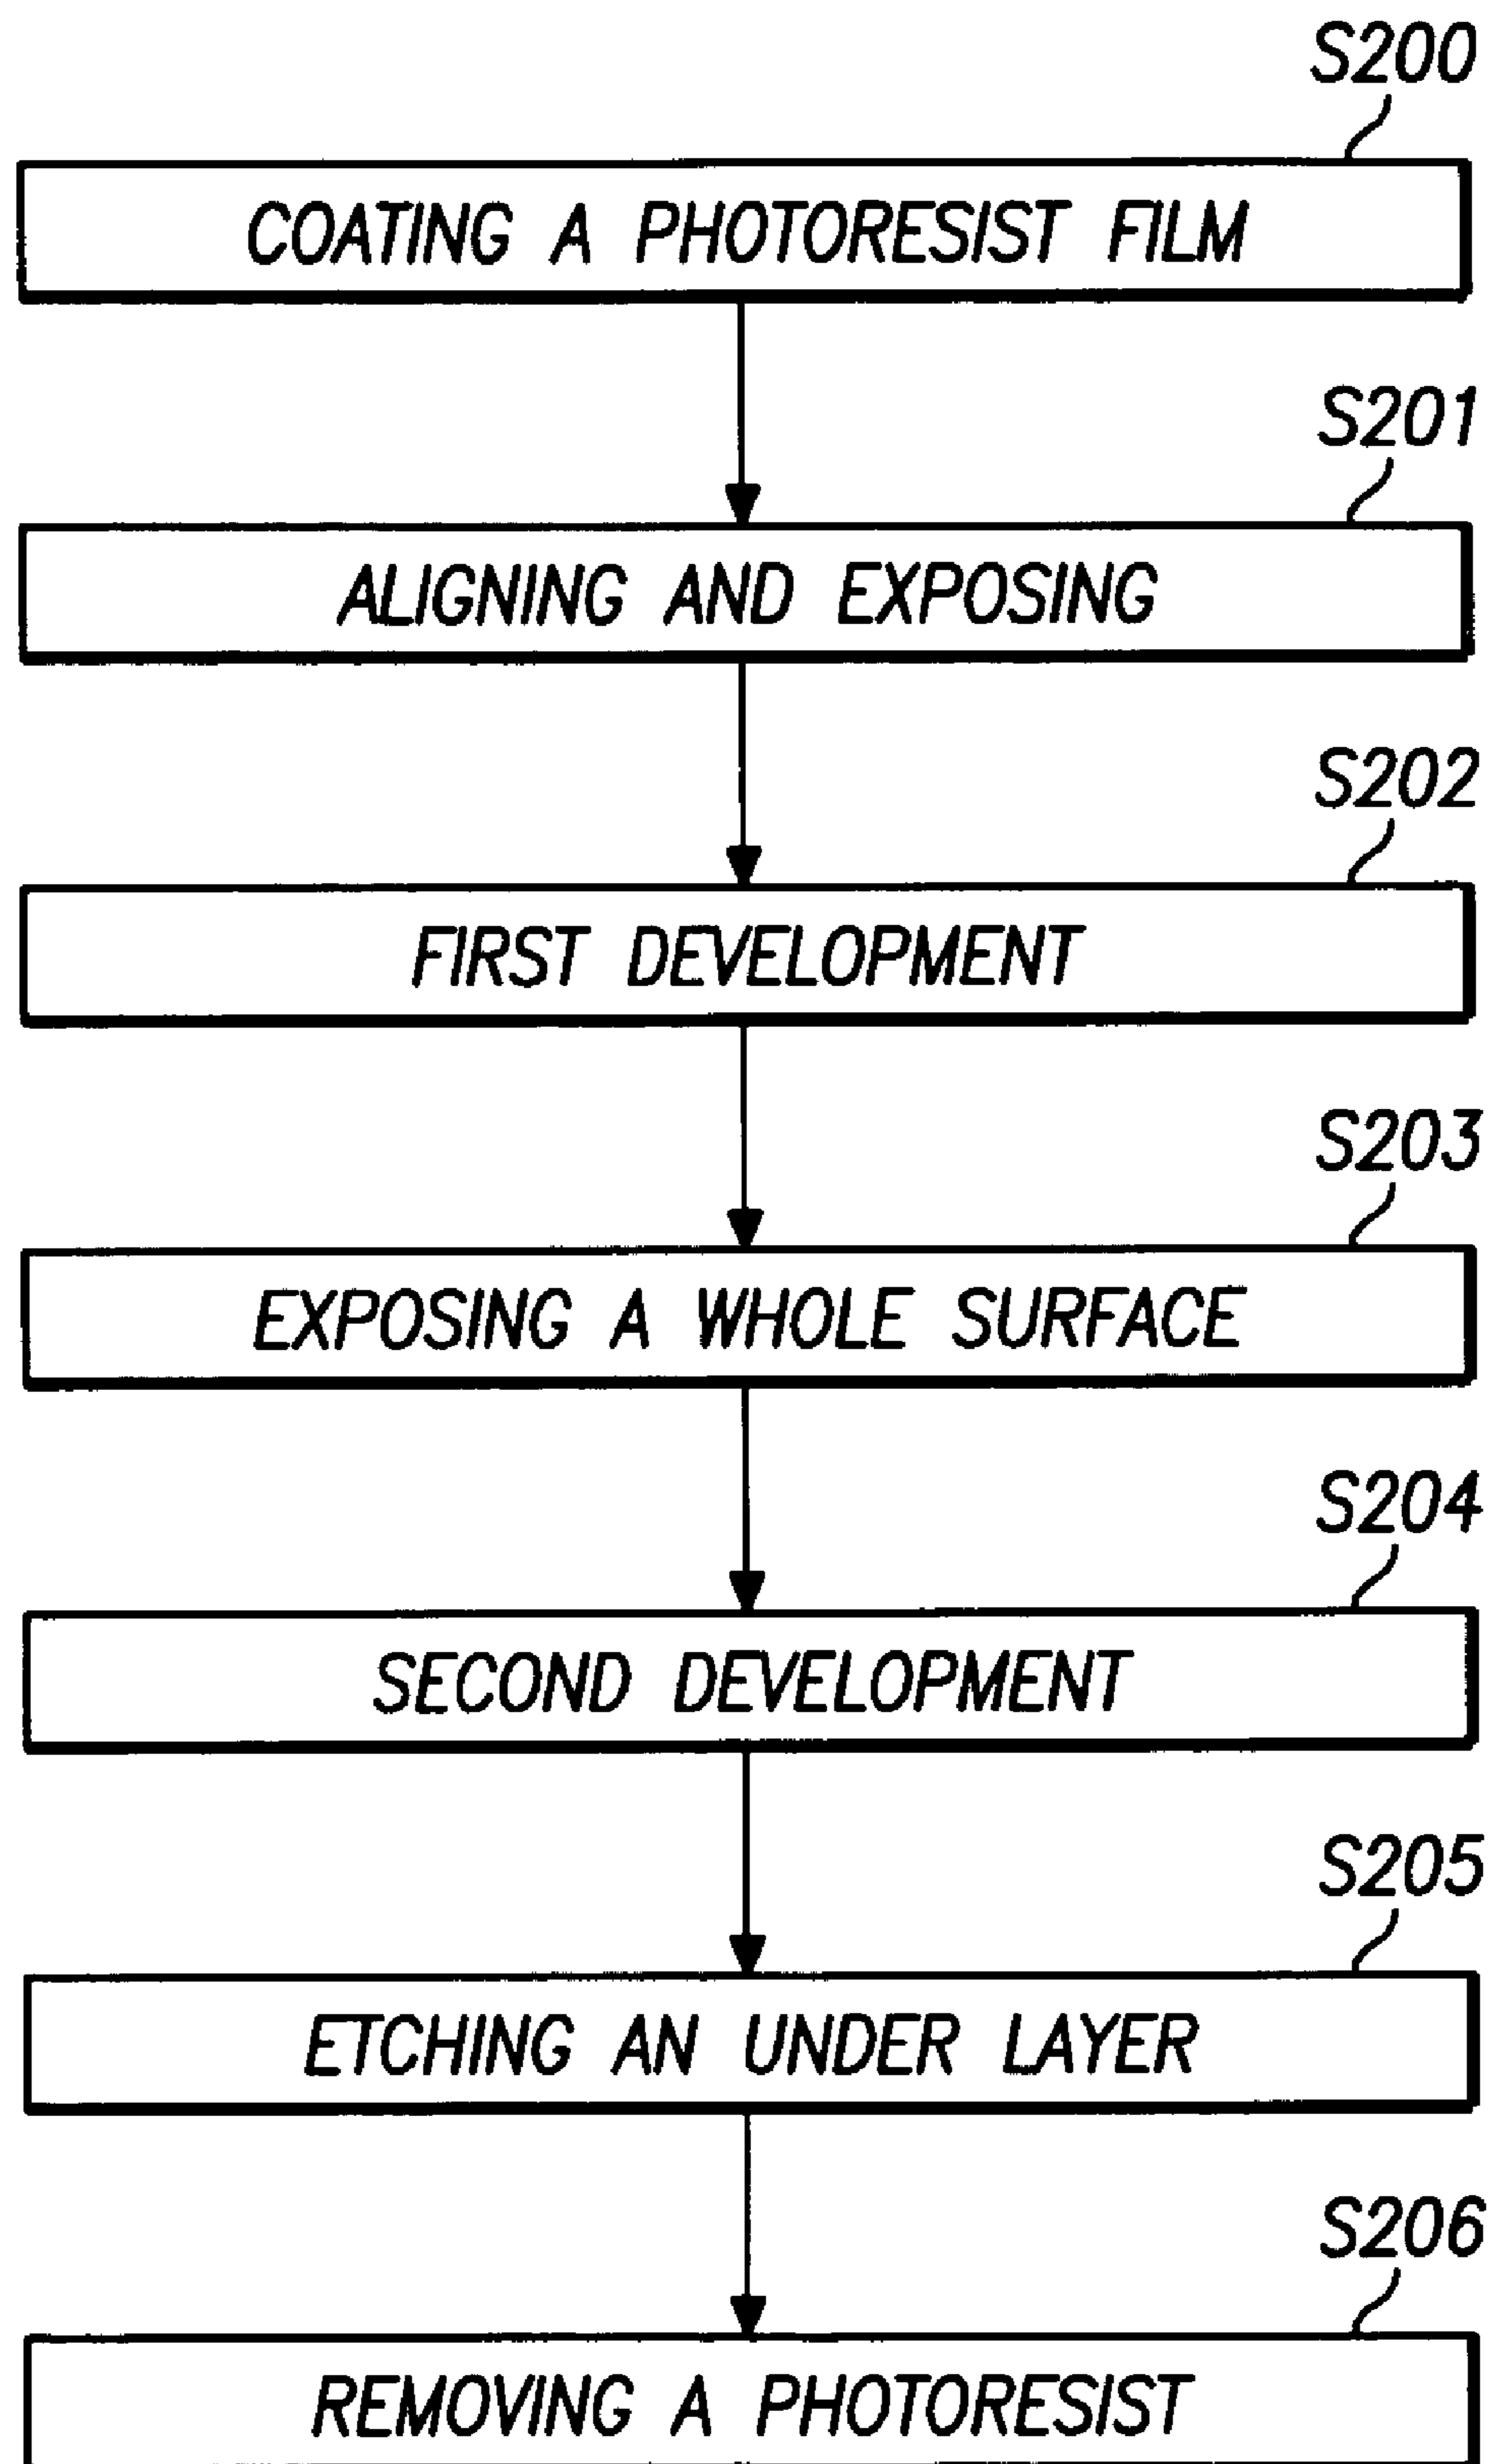 S200
COATING A PHOTORESIST FILM
S201
ALIGNING AND EXPOSING
S202
FIRST DEVELOPMENT
S203
EXPOSING A WHOLE SURFACE
S204
SECOND DEVELOPMENT
S205
ETCHING AN UNDER LAYER
S206
REMOVING A PHOTORESIST